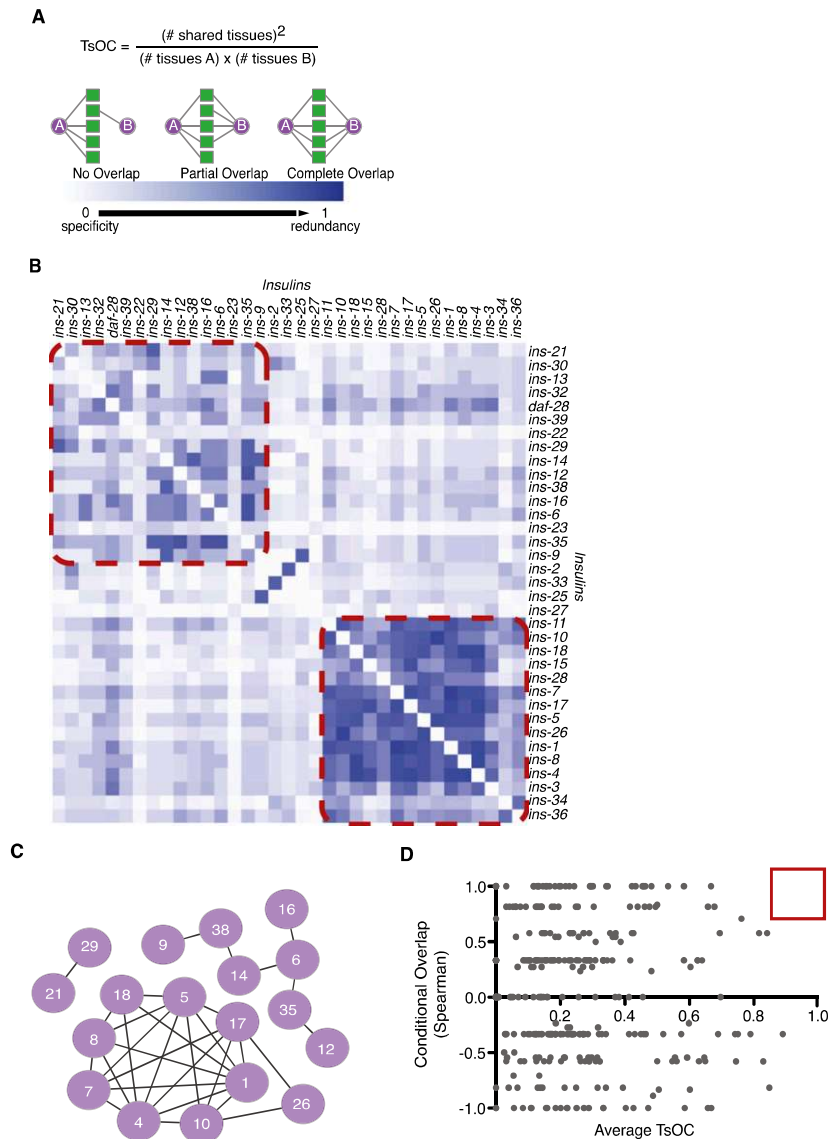 A
TsOC = (# shared tissues)2
(# tissues A) x (# tissues B)
A B A B A B
No Overlap Partial Overlap Complete Overlap
0 1
specificity redundancy
B
Insulins
ins-21 ins-30 ins-13 ins-32 daf-28 ins-39 ins-22 ins-29 ins-14 ins-12 ins-38 ins-16 ins-6 ins-23 ins-35 ins-9 ins-2 ins-33 ins-25 ins-27 ins-11 ins-10 ins-18 ins-15 ins-28 ins-7 ins-17 ins-5 ins-26 ins-1 ins-8 ins-4 ins-3 ins-34 ins-36
ins-21
ins-30
ins-13
ins-32
daf-28
ins-39
ins-22
ins-29
ins-14
ins-12
ins-38
ins-16
ins-6
ins-23
ins-35
ins-9
ins-2
ins-33
ins-25
ins-27
ins-11
ins-10
ins-18
ins-15
ins-28
ins-7
ins-17
ins-5
ins-26
ins-1
ins-8
ins-4
ins-3
ins-34
ins-36
Insulins
C
16
38
9
29
6
14
21
18
5
35
17
8
12
1
7
26
4
10
D
Conditional Overlap
(Spearman)
1.0
0.5
0.0
-0.5
-1.0
0.2 0.4 0.6 0.8 1.0
Average TsOC